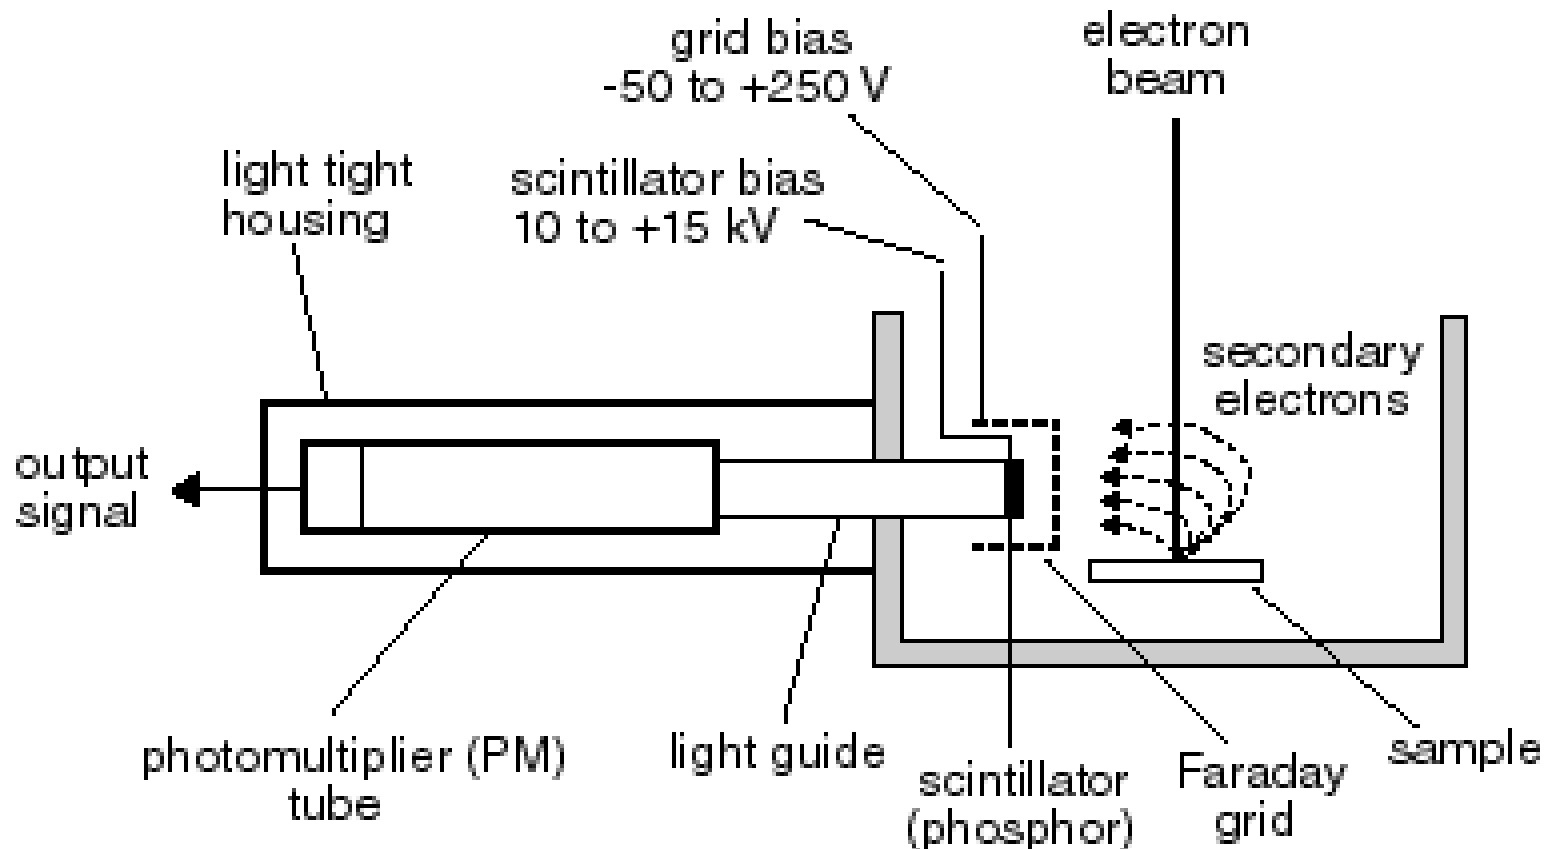 grid bias
-50 to +250 V
electron
beam
light tight
housing
scintillator bias
10 to +15 kV
secondary
electrons
output
signal
photomultiplier (PM)
tube
light guide
scintillator
(phosphor)
Faraday
grid
sample